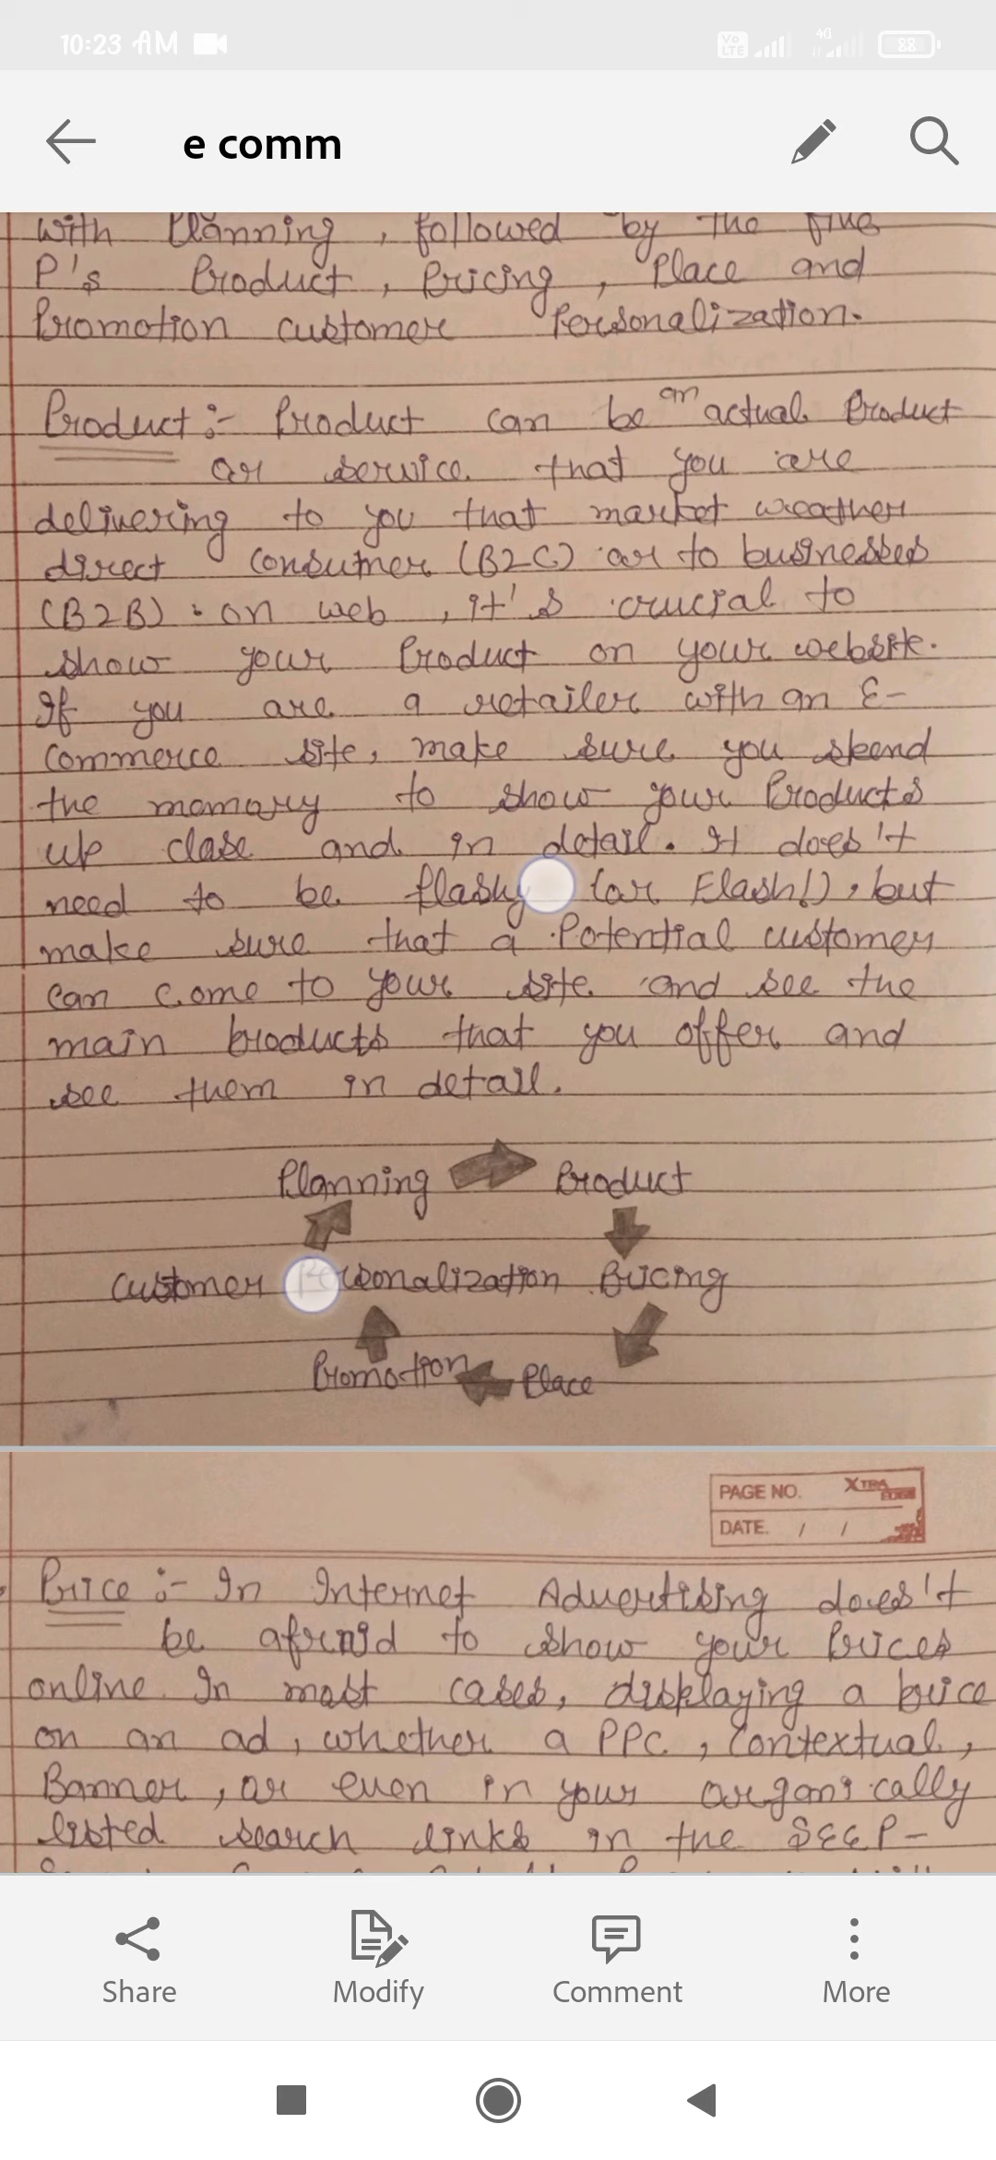 10:23 AM
Vo LTE 4G 88
e comm
with Planning, followed by the five
P's Product, Pricing, Place and
Promotion customer Personalization.
Product :- Product can be an actual Product
or service that you are
delivering to you that market weather
direct consumer (B2C) or to businesses
(B2B). on web, it's crucial to
show your Product on your website.
If you are a retailer with an E-
commerce site, make sure you spend
the memory to show your Products
up close and in detail. It does't
need to be flashy (or Flash!), but
make sure that a Potential customer
can come to your site and see the
main products that you offer and
see them in detail.
Planning Product
Customer Personalization Pricing
Promotion Place
PAGE NO. XTRA
DATE. / /
Price :- In Internet Advertising does't
be afraid to show your Prices
online. In most cases, displaying a price
on an ad, whether a PPC, Contextual,
Banner, or even in your organically
listed search links in the SEEP-
Share Modify Comment More